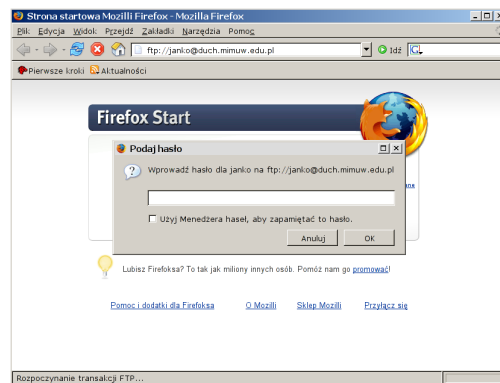 Strona startowa Mozilli Firefox - Mozilla Firefox
Plik Edycja Widok Przejdź Zakładki Narzędzia Pomoc
ftp://janko@duch.mimuw.edu.pl Idź G
Pierwsze kroki Aktualności
Firefox Start
Podaj hasło
Wprowadź hasło dla janko na ftp://janko@duch.mimuw.edu.pl
Użyj Menedżera haseł, aby zapamiętać to hasło.
Anuluj OK
Lubisz Firefoksa? To tak jak miliony innych osób. Pomóż nam go promować!
Pomoc i dodatki dla Firefoksa O Mozilli Sklep Mozilli Przyłącz się
Rozpoczynanie transakcji FTP...